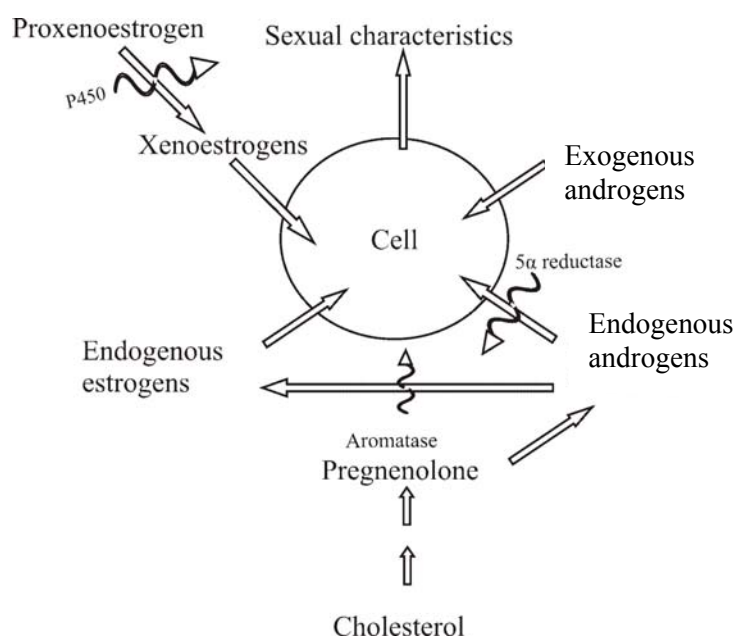 Proxenoestrogen
Sexual characteristics
P450
Xenoestrogens
Exogenous
androgens
Cell
5α reductase
Endogenous
androgens
Endogenous
estrogens
Aromatase
Pregnenolone
Cholesterol